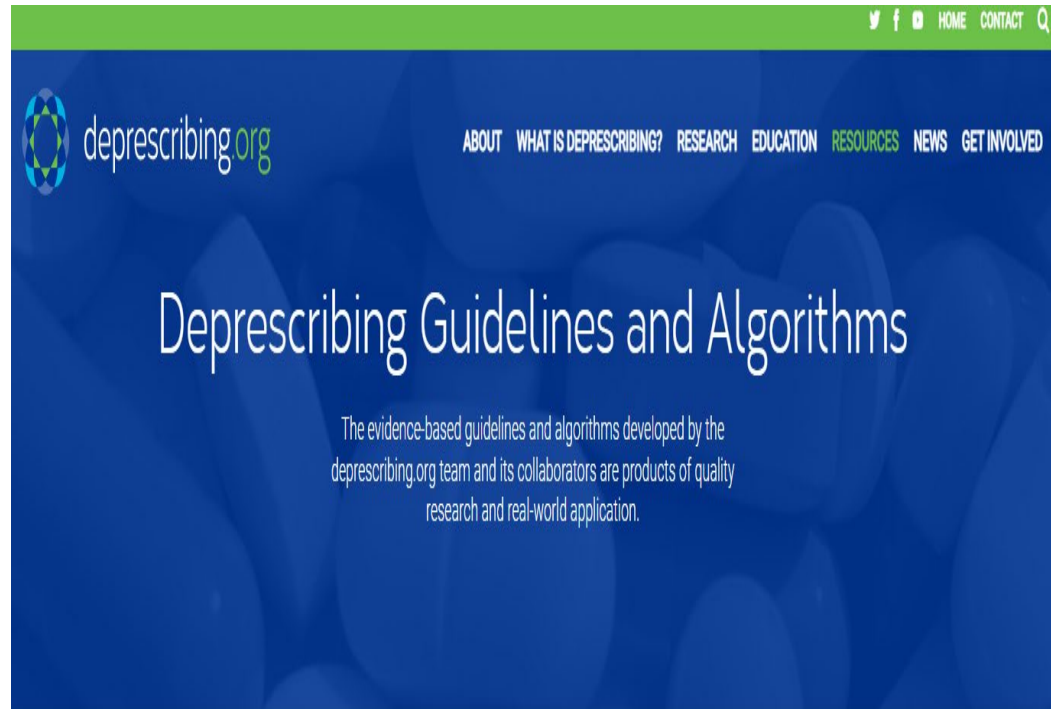 HOME CONTACT
deprescribing.org
ABOUT WHAT IS DEPRESCRIBING? RESEARCH EDUCATION RESOURCES NEWS GET INVOLVED
Deprescribing Guidelines and Algorithms
The evidence-based guidelines and algorithms developed by the
deprescribing.org team and its collaborators are products of quality
research and real-world application.